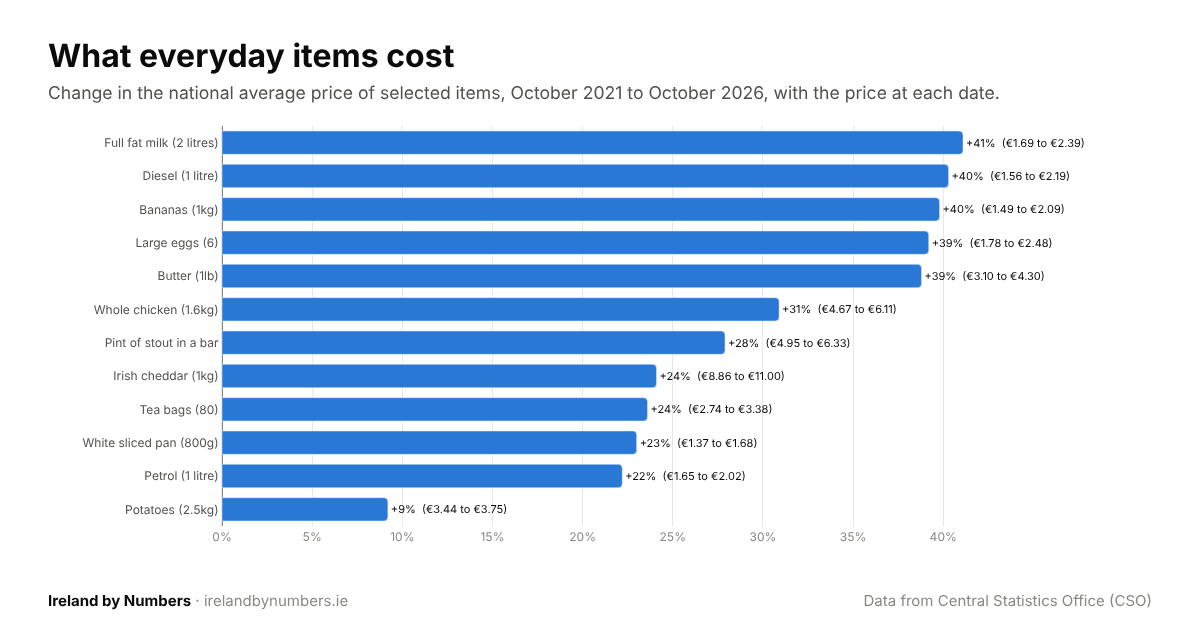 What everyday items cost
Change in the national average price of selected items, October 2021 to October 2026, with the price at each date.
Full fat milk (2 litres) +41% (€1.69 to €2.39)
Diesel (1 litre) +40% (€1.56 to €2.19)
Bananas (1kg) +40% (€1.49 to €2.09)
Large eggs (6) +39% (€1.78 to €2.48)
Butter (1lb) +39% (€3.10 to €4.30)
Whole chicken (1.6kg) +31% (€4.67 to €6.11)
Pint of stout in a bar +28% (€4.95 to €6.33)
Irish cheddar (1kg) +24% (€8.86 to €11.00)
Tea bags (80) +24% (€2.74 to €3.38)
White sliced pan (800g) +23% (€1.37 to €1.68)
Petrol (1 litre) +22% (€1.65 to €2.02)
Potatoes (2.5kg) +9% (€3.44 to €3.75)
0% 5% 10% 15% 20% 25% 30% 35% 40%
Ireland by Numbers · irelandbynumbers.ie Data from Central Statistics Office (CSO)